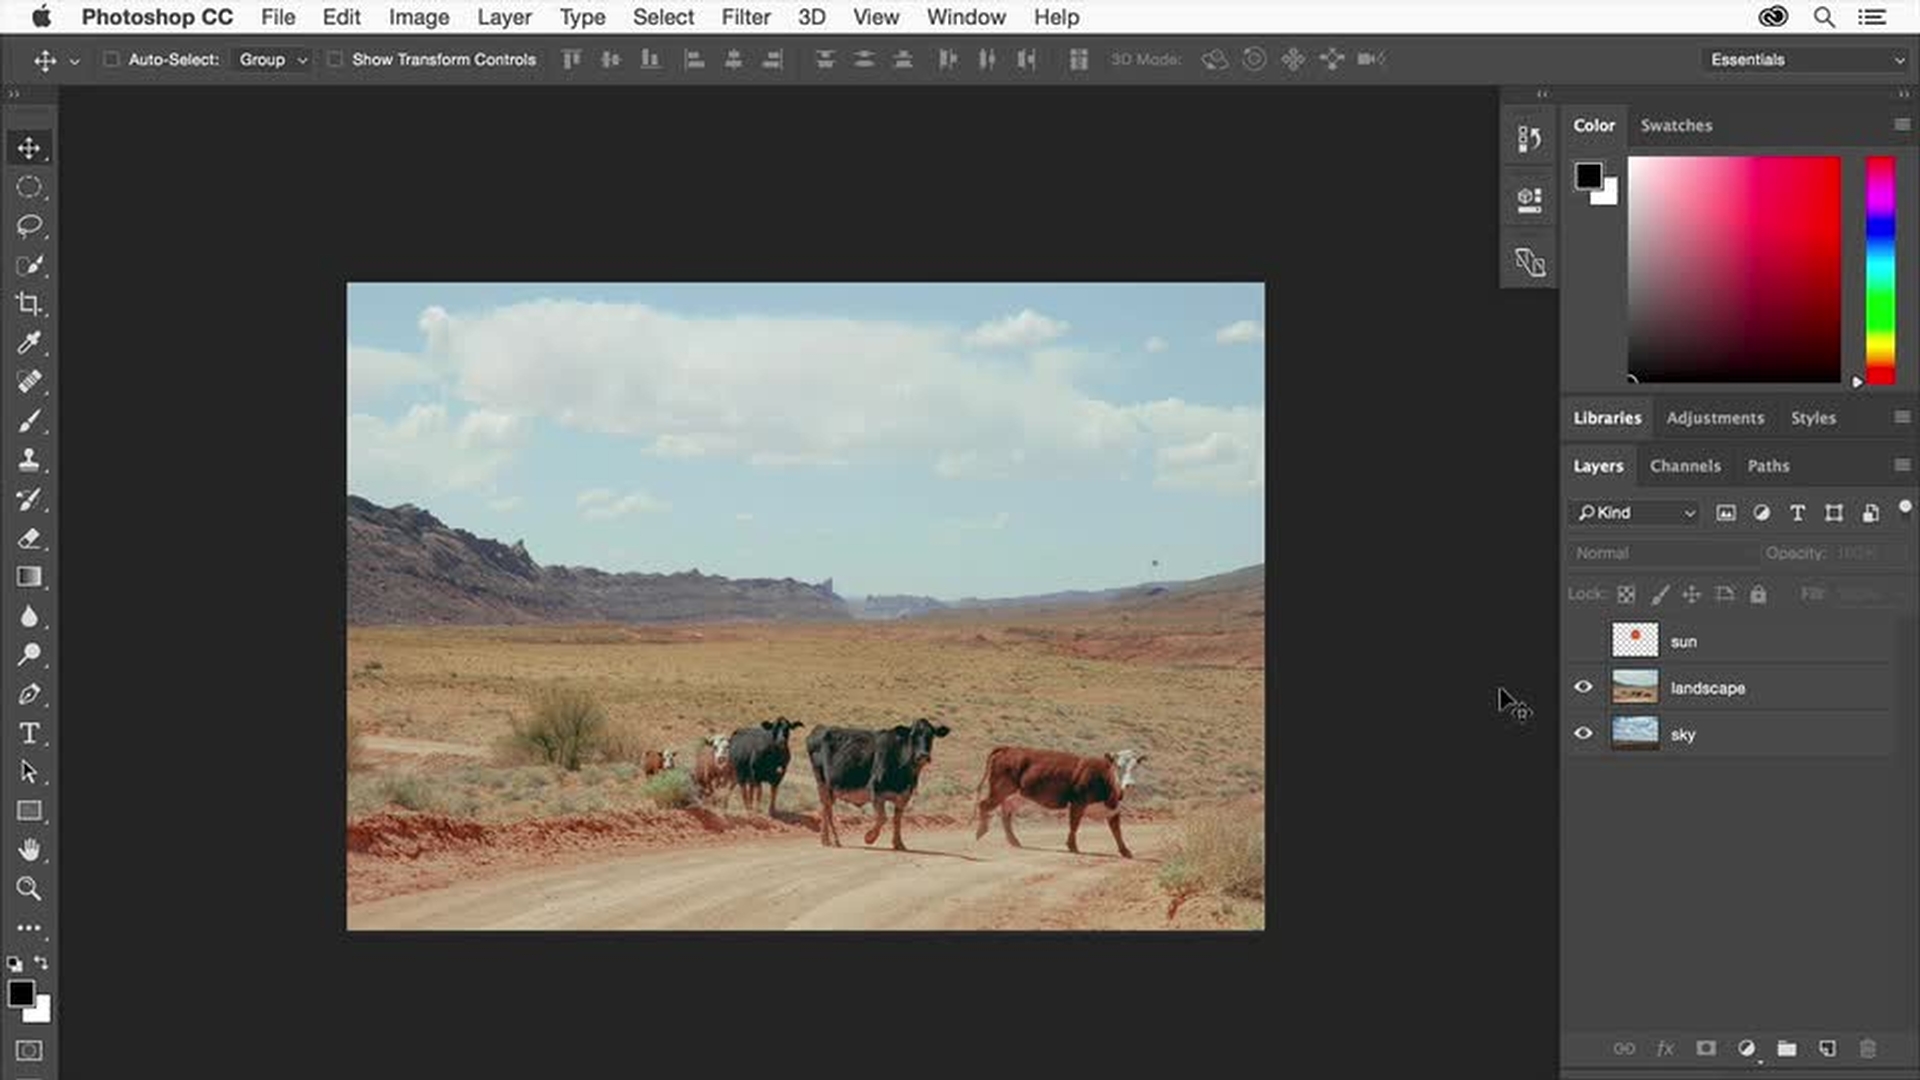 Photoshop CC File Edit Image Layer Type Select Filter 3D View Window Help
Auto-Select: Group Show Transform Controls 3D Mode: Essentials
Color Swatches
Libraries Adjustments Styles
Layers Channels Paths
Kind
Normal Opacity: 100%
Lock: Fill:
sun
landscape
sky